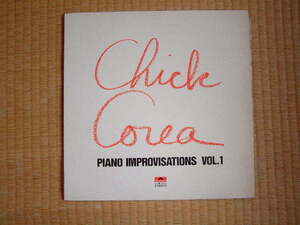 Chick
Corea
PIANO IMPROVISATIONS VOL.1